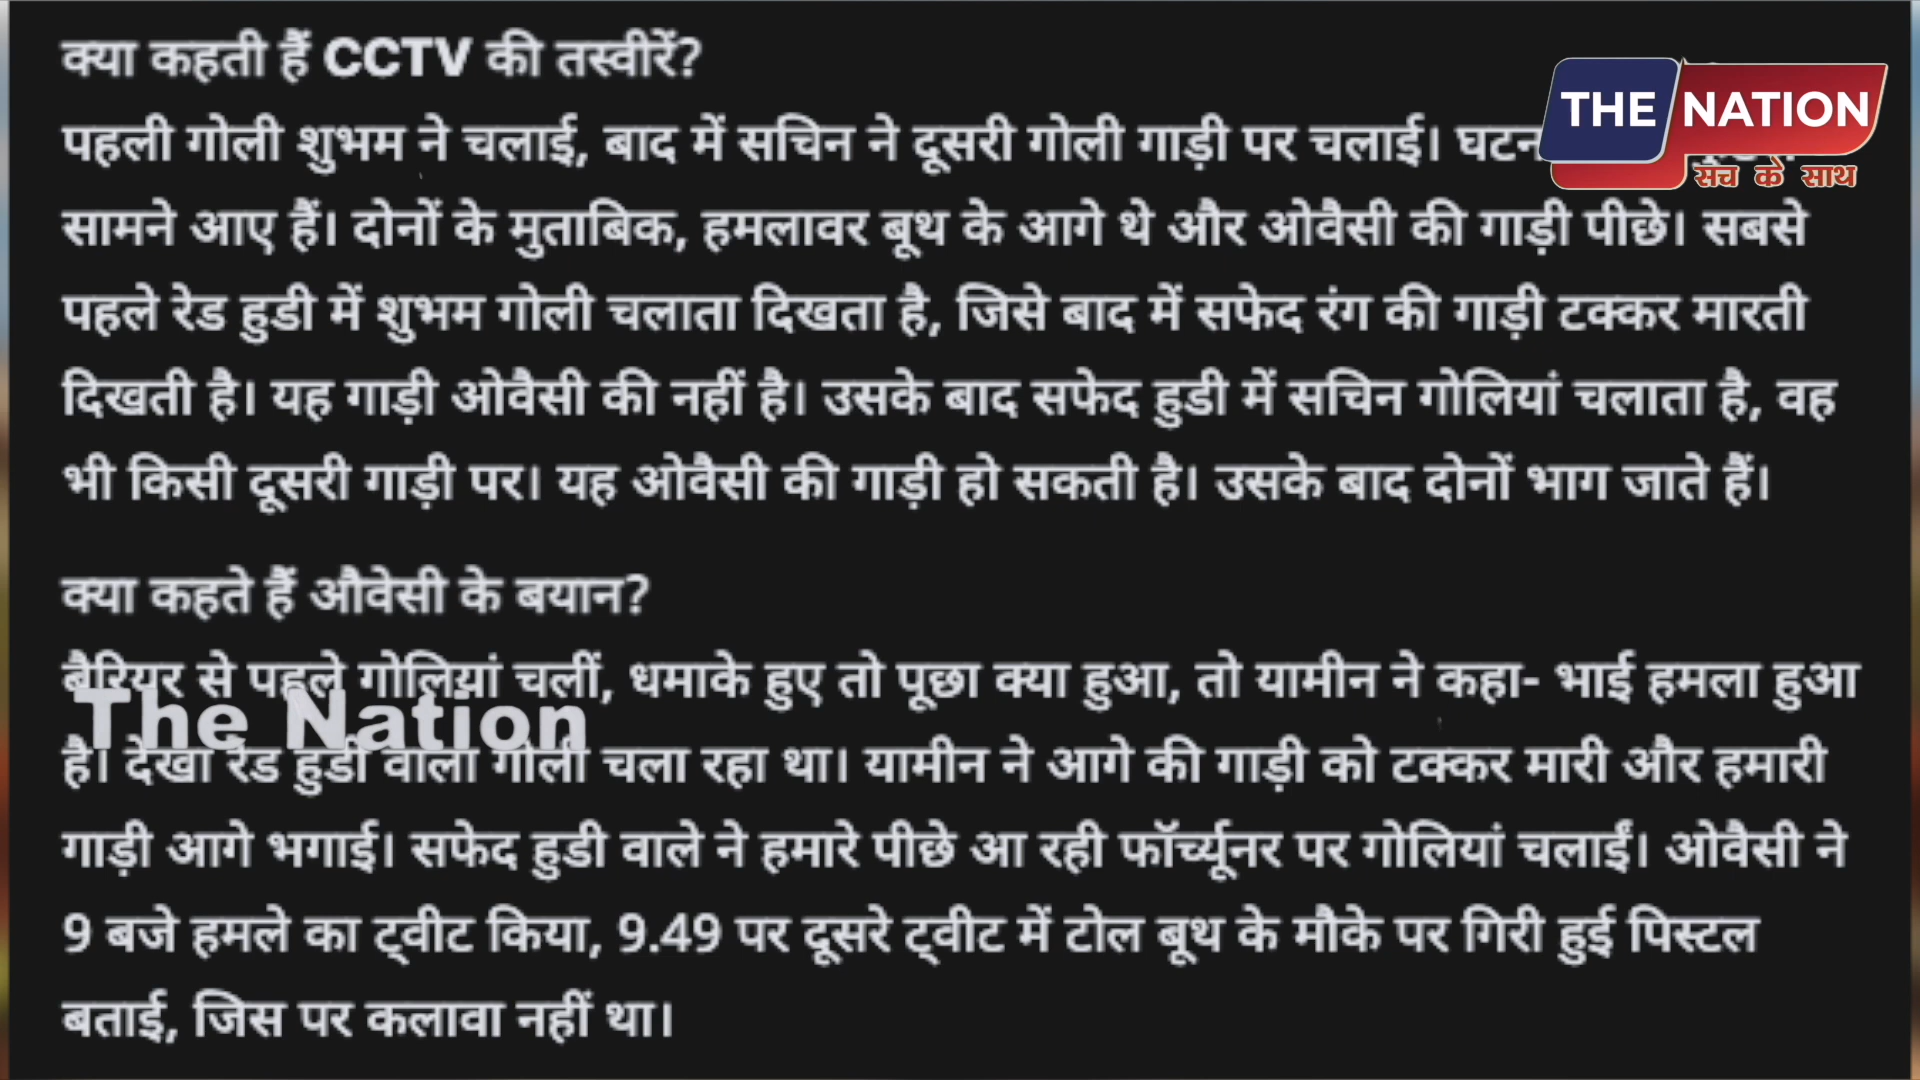 क्या कहती हैं CCTV की तस्वीरें?
THE NATION
पहली गोली शुभम ने चलाई, बाद में सचिन ने दूसरी गोली गाड़ी पर चलाई।
सच के साथ
सामने आए हैं। दोनों के मुताबिक, हमलावर बूथ के आगे थे और ओवैसी की गाड़ी पीछे। सबसे
पहले रेड हुडी में शुभम गोली चलाता दिखता है, जिसे बाद में सफेद रंग की गाड़ी टक्कर मारती
दिखती है। यह गाड़ी ओवैसी की नहीं है। उसके बाद सफेद हुडी में सचिन गोलियां चलाता है, वह
भी किसी दूसरी गाड़ी पर। यह ओवैसी की गाड़ी हो सकती है। उसके बाद दोनों भाग जाते हैं।
क्या कहते हैं औवेसी के बयान?
बैरियर से पहले गोलियां चलीं, धमाके हुए तो पूछा क्या हुआ, तो यामीन ने कहा- भाई हमला हुआ
The Nation
है। देखा रेड हुडी वाला गोली चला रहा था। यामीन ने आगे की गाड़ी को टक्कर मारी और हमारी
गाड़ी आगे भगाई। सफेद हुडी वाले ने हमारे पीछे आ रही फॉर्च्यूनर पर गोलियां चलाईं। ओवैसी ने
9 बजे हमले का ट्वीट किया, 9.49 पर दूसरे ट्वीट में टोल बूथ के मौके पर गिरी हुई पिस्टल
बताई, जिस पर कलावा नहीं था।